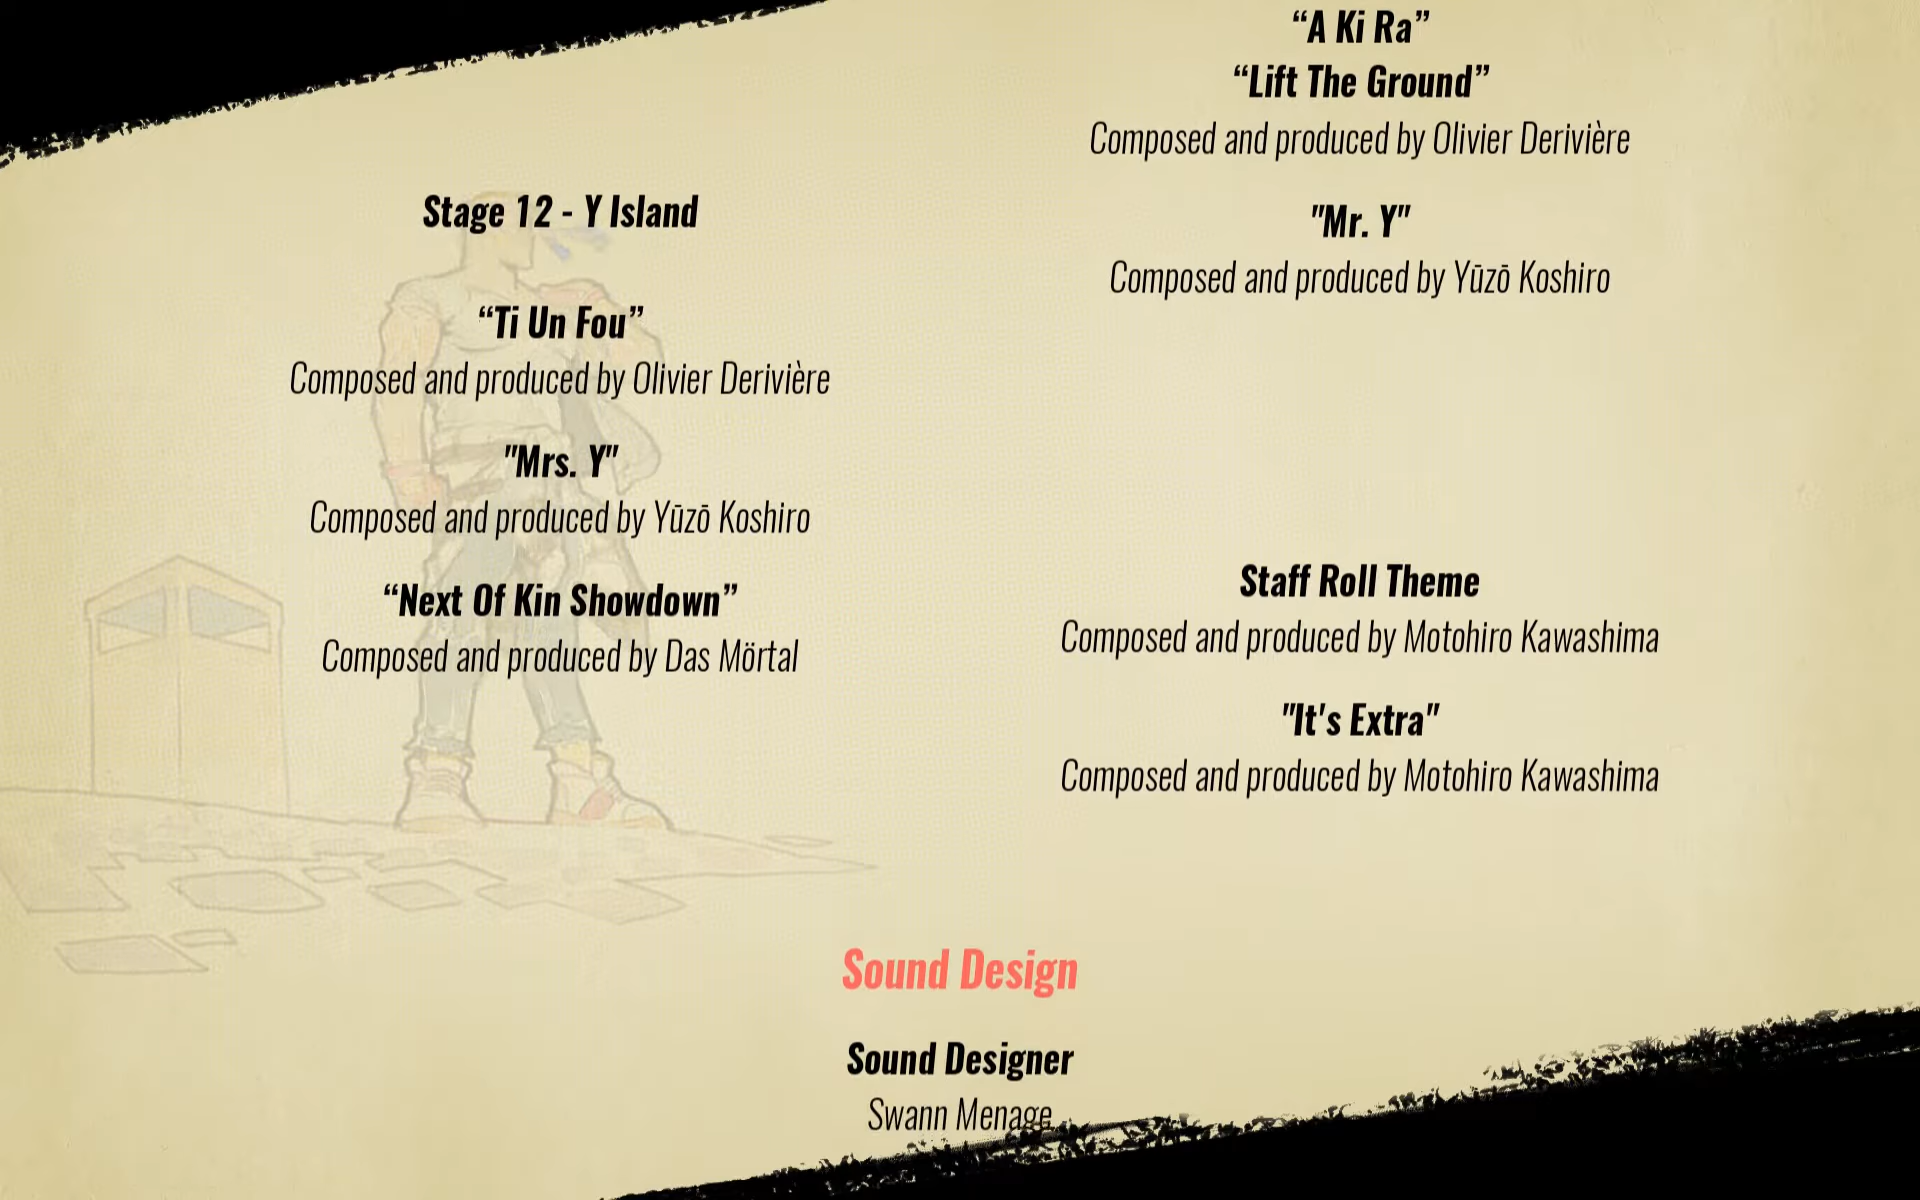 Stage 12 - Y Island
“Ti Un Fou”
Composed and produced by Olivier Derivière
"Mrs. Y"
Composed and produced by Yūzō Koshiro
“Next Of Kin Showdown”
Composed and produced by Das Mörtal
“A Ki Ra”
“Lift The Ground”
Composed and produced by Olivier Derivière
"Mr. Y"
Composed and produced by Yūzō Koshiro
Staff Roll Theme
Composed and produced by Motohiro Kawashima
"It's Extra"
Composed and produced by Motohiro Kawashima
Sound Design
Sound Designer
Swann Menage